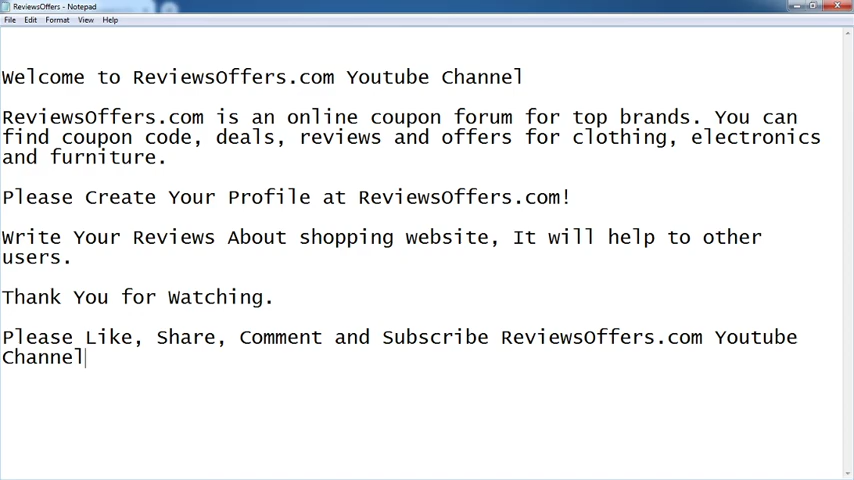 ReviewsOffers - Notepad
File Edit Format View Help
Welcome to ReviewsOffers.com Youtube Channel
ReviewsOffers.com is an online coupon forum for top brands. You can
find coupon code, deals, reviews and offers for clothing, electronics
and furniture.
Please Create Your Profile at ReviewsOffers.com!
Write Your Reviews About shopping website, It will help to other
users.
Thank You for Watching.
Please Like, Share, Comment and Subscribe ReviewsOffers.com Youtube
Channel